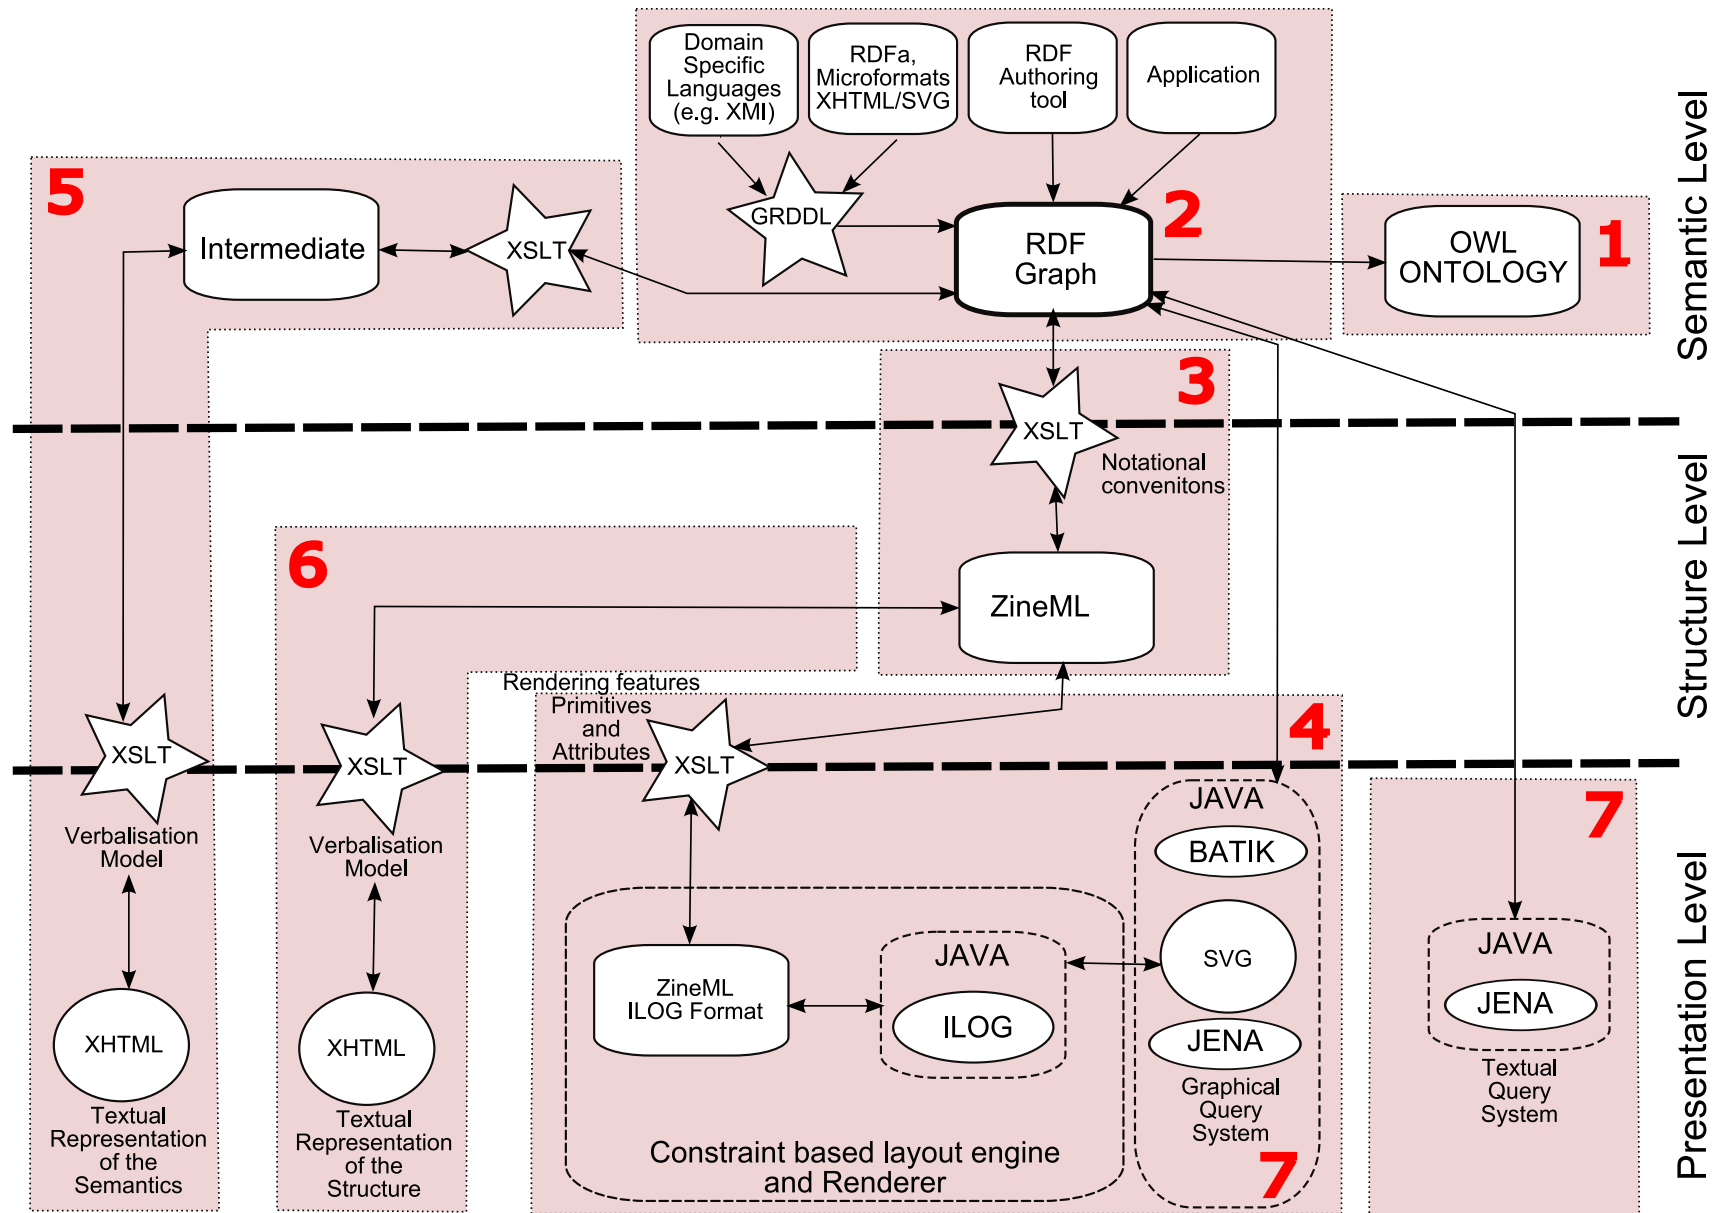 Domain
Specific
Languages
(e.g. XMI)
RDFa,
Microformats
XHTML/SVG
RDF
Authoring
tool
Application
Semantic Level
5
Intermediate
XSLT
GRDDL
RDF
Graph
2
OWL
ONTOLOGY
1
3
XSLT
Notational
convenitons
Structure Level
6
ZineML
Rendering features
Primitives
and
Attributes
4
XSLT
XSLT
XSLT
Verbalisation
Model
Verbalisation
Model
JAVA
BATIK
SVG
JENA
Graphical
Query
System
7
7
JAVA
JENA
Textual
Query
System
Presentation Level
ZineML
ILOG Format
JAVA
ILOG
Constraint based layout engine
and Renderer
XHTML
Textual
Representation
of the
Semantics
XHTML
Textual
Representation
of the
Structure